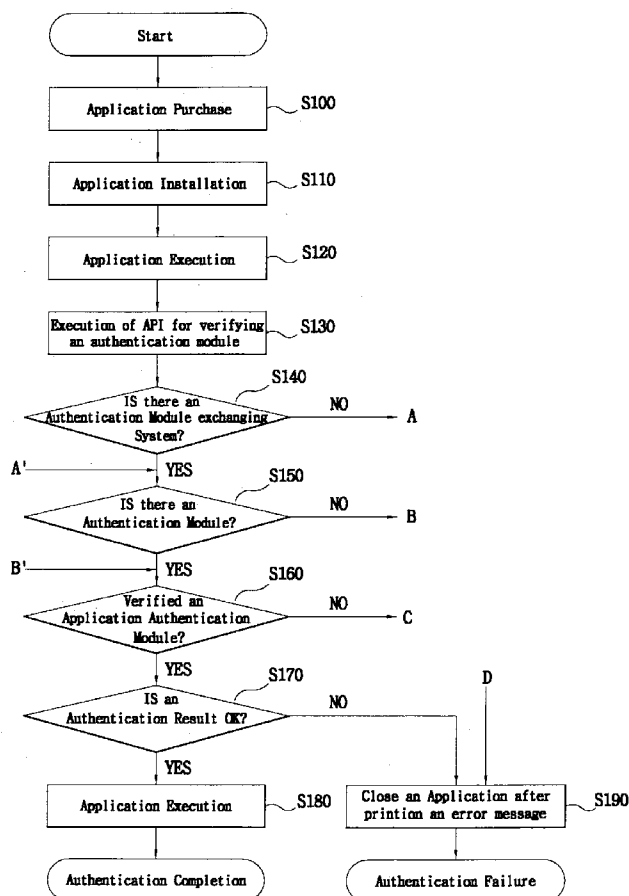 Start
Application Purchase
S100
Application Installation
S110
Application Execution
S120
Execution of API for verifying
an authentication module
S130
S140
IS there an
Authentication Module exchanging
System?
NO
A
A'
YES
S150
IS there an
Authentication Module?
NO
B
B'
YES
S160
Verified an
Application Authentication
Module?
NO
C
YES
S170
IS an
Authentication Result OK?
NO
D
YES
Application Execution
S180
Close an Application after
printion an error message
S190
Authentication Completion
Authentication Failure